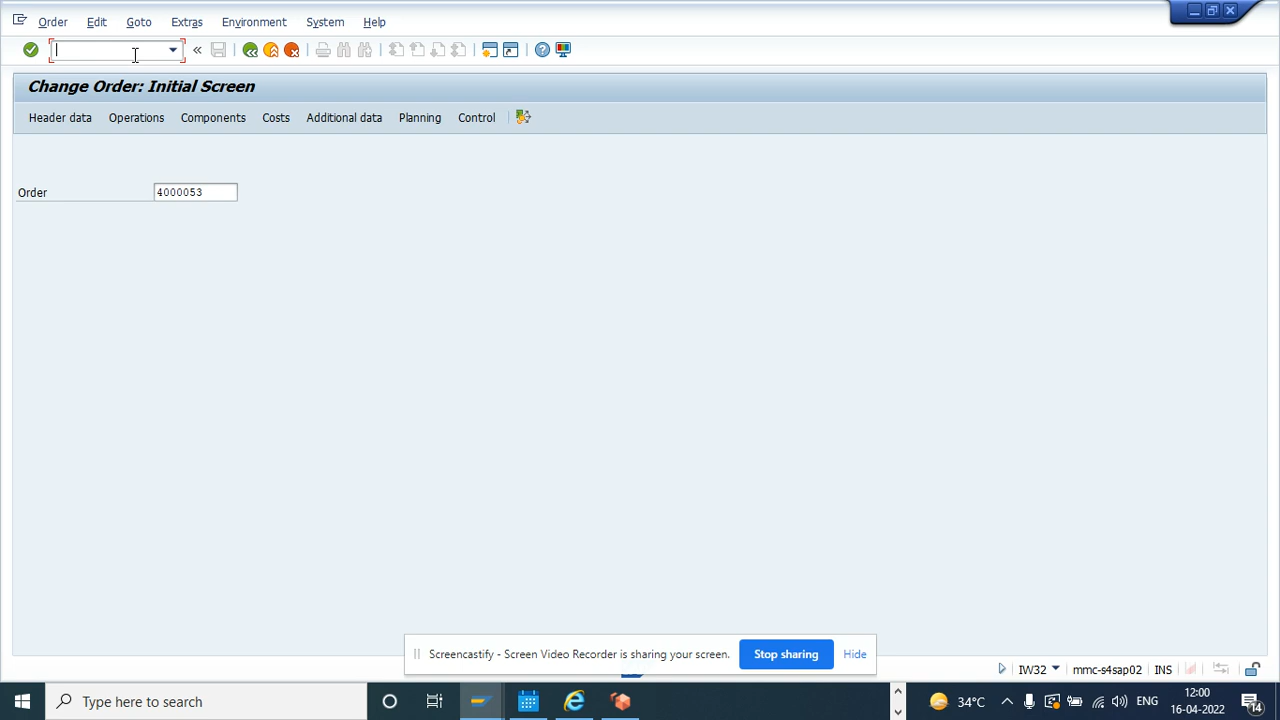 Order Edit Goto Extras Environment System Help
Change Order: Initial Screen
Header data Operations Components Costs Additional data Planning Control
Order 4000053
Screencastify - Screen Video Recorder is sharing your screen. Stop sharing Hide
IW32 mmc-s4sap02 INS
Type here to search
34°C ENG 12:00 16-04-2022 14